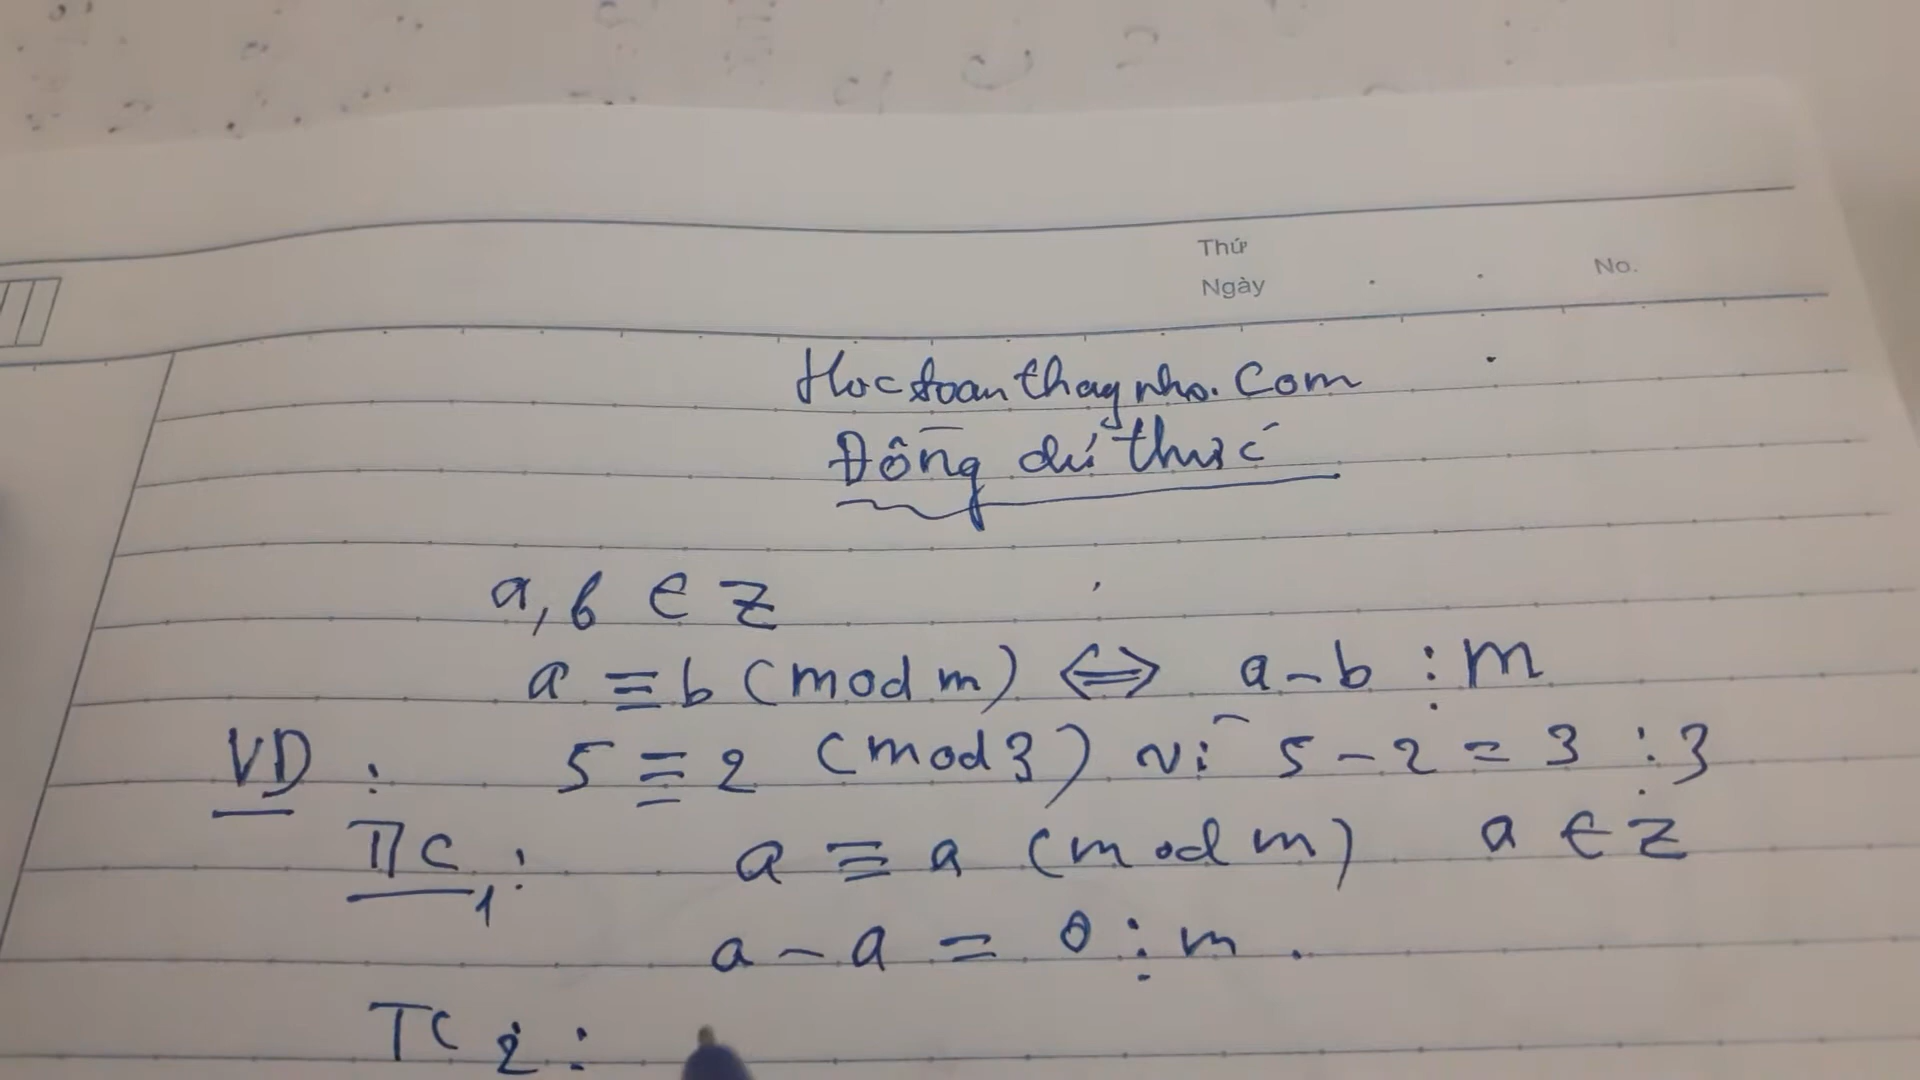 Thứ
Ngày
No.
Hoctoanthaynho.com
Đồng dư thức
a, b ∈ Z
a ≡ b (mod m) ⇔ a - b ⋮ m
VD : 5 ≡ 2 (mod 3) vì 5 - 2 = 3 ⋮ 3
TC1 : a ≡ a (mod m) a ∈ Z
a - a = 0 ⋮ m .
TC2 :